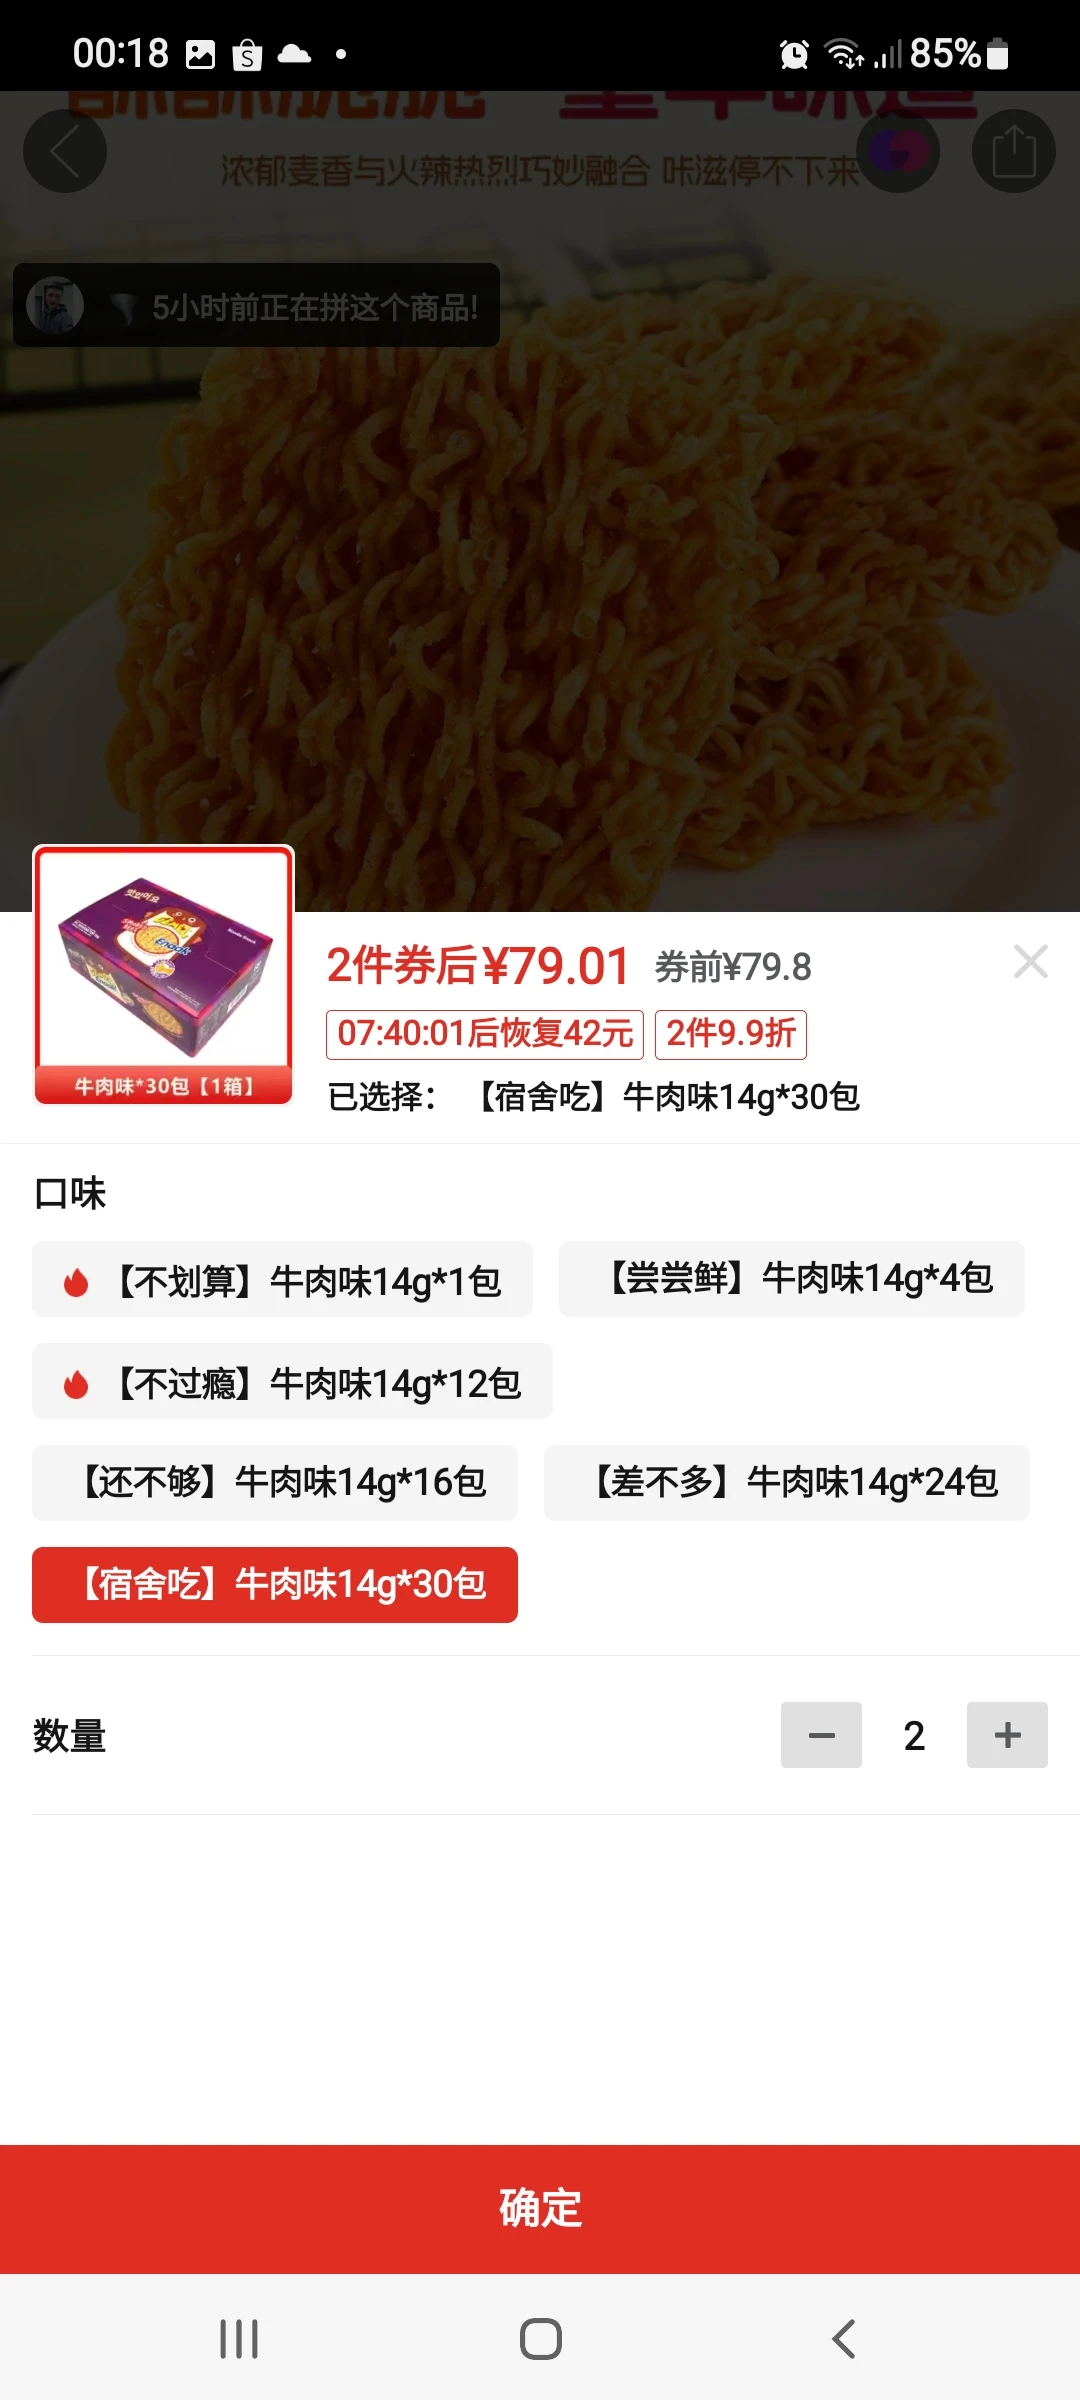 00:18
85%
浓郁麦香与火辣热烈巧妙融合 咔滋停不下来
5小时前正在拼这个商品!
맛있어요
Enaak
牛肉味*30包【1箱】
2件券后¥79.01 券前¥79.8
07:40:01后恢复42元 2件9.9折
已选择: 【宿舍吃】牛肉味14g*30包
口味
【不划算】牛肉味14g*1包
【尝尝鲜】牛肉味14g*4包
【不过瘾】牛肉味14g*12包
【还不够】牛肉味14g*16包
【差不多】牛肉味14g*24包
【宿舍吃】牛肉味14g*30包
数量
2
确定